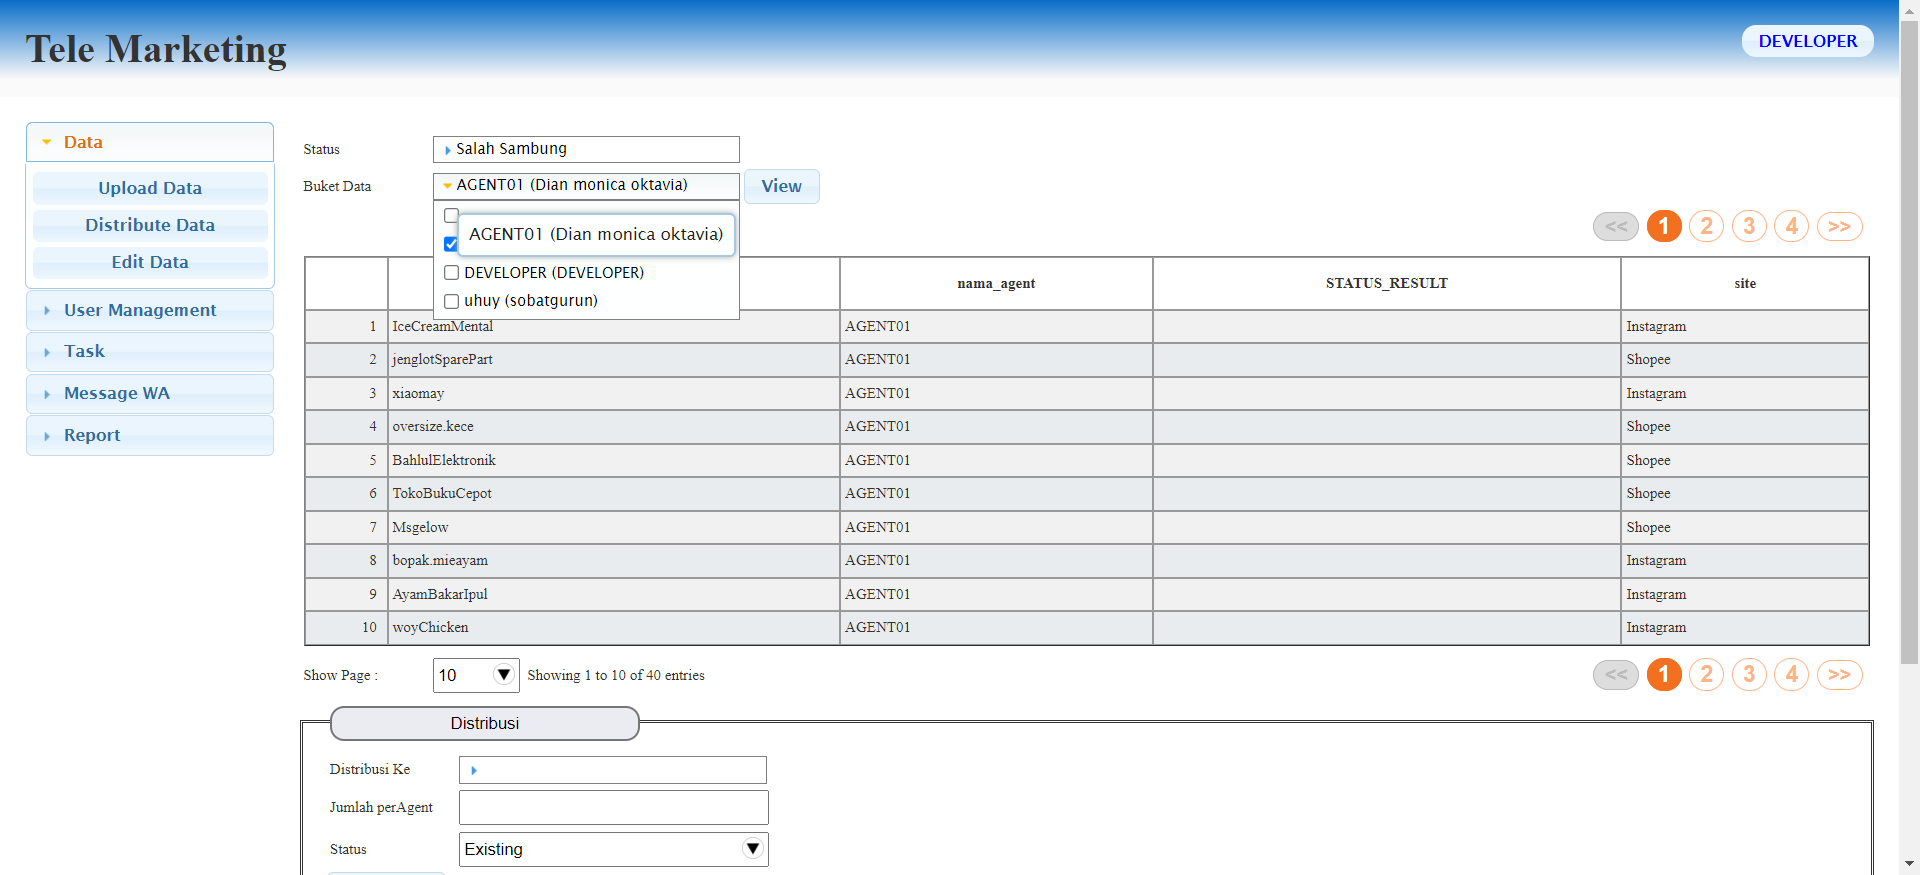 Tele Marketing
DEVELOPER
Data
Upload Data
Distribute Data
Edit Data
User Management
Task
Message WA
Report
Status
Salah Sambung
Buket Data
AGENT01 (Dian monica oktavia)
View
AGENT01 (Dian monica oktavia)
DEVELOPER (DEVELOPER)
uhuy (sobatgurun)
<< 1 2 3 4 >>
nama_agent STATUS_RESULT site
1 IceCreamMental AGENT01 Instagram
2 jenglotSparePart AGENT01 Shopee
3 xiaomay AGENT01 Instagram
4 oversize.kece AGENT01 Shopee
5 BahlulElektronik AGENT01 Shopee
6 TokoBukuCepot AGENT01 Shopee
7 Msgelow AGENT01 Shopee
8 bopak.mieayam AGENT01 Instagram
9 AyamBakarIpul AGENT01 Instagram
10 woyChicken AGENT01 Instagram
Show Page : 10 Showing 1 to 10 of 40 entries
<< 1 2 3 4 >>
Distribusi
Distribusi Ke
Jumlah perAgent
Status Existing